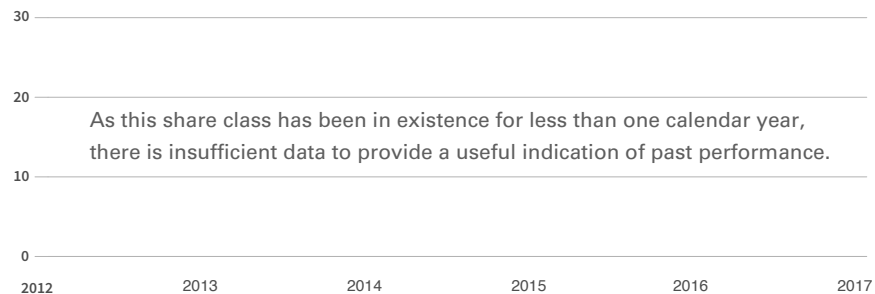 30
20
As this share class has been in existence for less than one calendar year,
there is insufficient data to provide a useful indication of past performance.
10
0
2012 2013 2014 2015 2016 2017